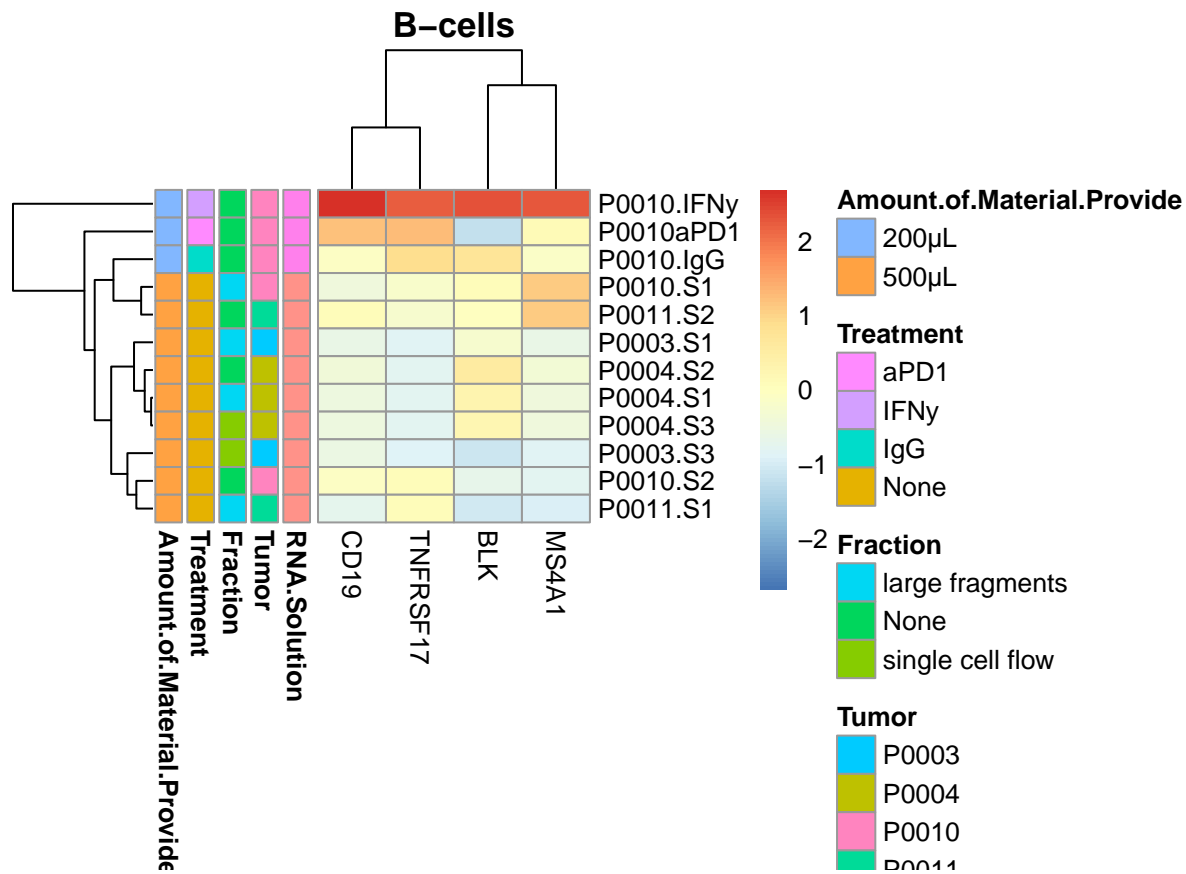 B−cells
P0010.IFNy
P0010aPD1
P0010.IgG
P0010.S1
P0011.S2
P0003.S1
P0004.S2
P0004.S1
P0004.S3
P0003.S3
P0010.S2
P0011.S1
Amount.of.Material.Provide
Treatment
Fraction
Tumor
RNA.Solution
CD19
TNFRSF17
BLK
MS4A1
2
1
0
−1
−2
Amount.of.Material.Provide
200µL
500µL
Treatment
aPD1
IFNy
IgG
None
Fraction
large fragments
None
single cell flow
Tumor
P0003
P0004
P0010
P0011